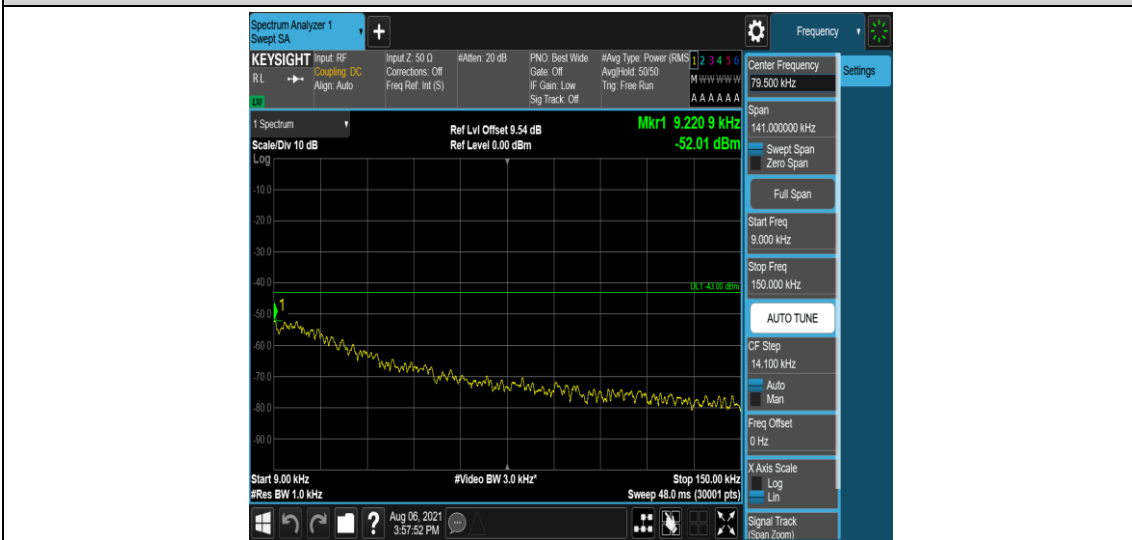 Spectrum Analyzer 1
Swept SA
Frequency
KEYSIGHT
Input: RF
Coupling: DC
Align: Auto
RL
LXI
Input Z: 50 Ω
Corrections: Off
Freq Ref: Int (S)
#Atten: 20 dB
PNO: Best Wide
Gate: Off
IF Gain: Low
Sig Track: Off
#Avg Type: Power (RMS
Avg|Hold: 50/50
Trig: Free Run
1 2 3 4 5 6
M W W W W W
A A A A A A
Center Frequency
79.500 kHz
Settings
1 Spectrum
Ref Lvl Offset 9.54 dB
Mkr1 9.220 9 kHz
Scale/Div 10 dB
Ref Level 0.00 dBm
-52.01 dBm
Log
-10.0
-20.0
-30.0
-40.0
DL1 -43.00 dBm
1
-50.0
-60.0
-70.0
-80.0
-90.0
Start 9.00 kHz
#Video BW 3.0 kHz*
Stop 150.00 kHz
#Res BW 1.0 kHz
Sweep 48.0 ms (30001 pts)
Span
141.000000 kHz
Swept Span
Zero Span
Full Span
Start Freq
9.000 kHz
Stop Freq
150.000 kHz
AUTO TUNE
CF Step
14.100 kHz
Auto
Man
Freq Offset
0 Hz
X Axis Scale
Log
Lin
Signal Track
(Span Zoom)
?
Aug 06, 2021
3:57:52 PM